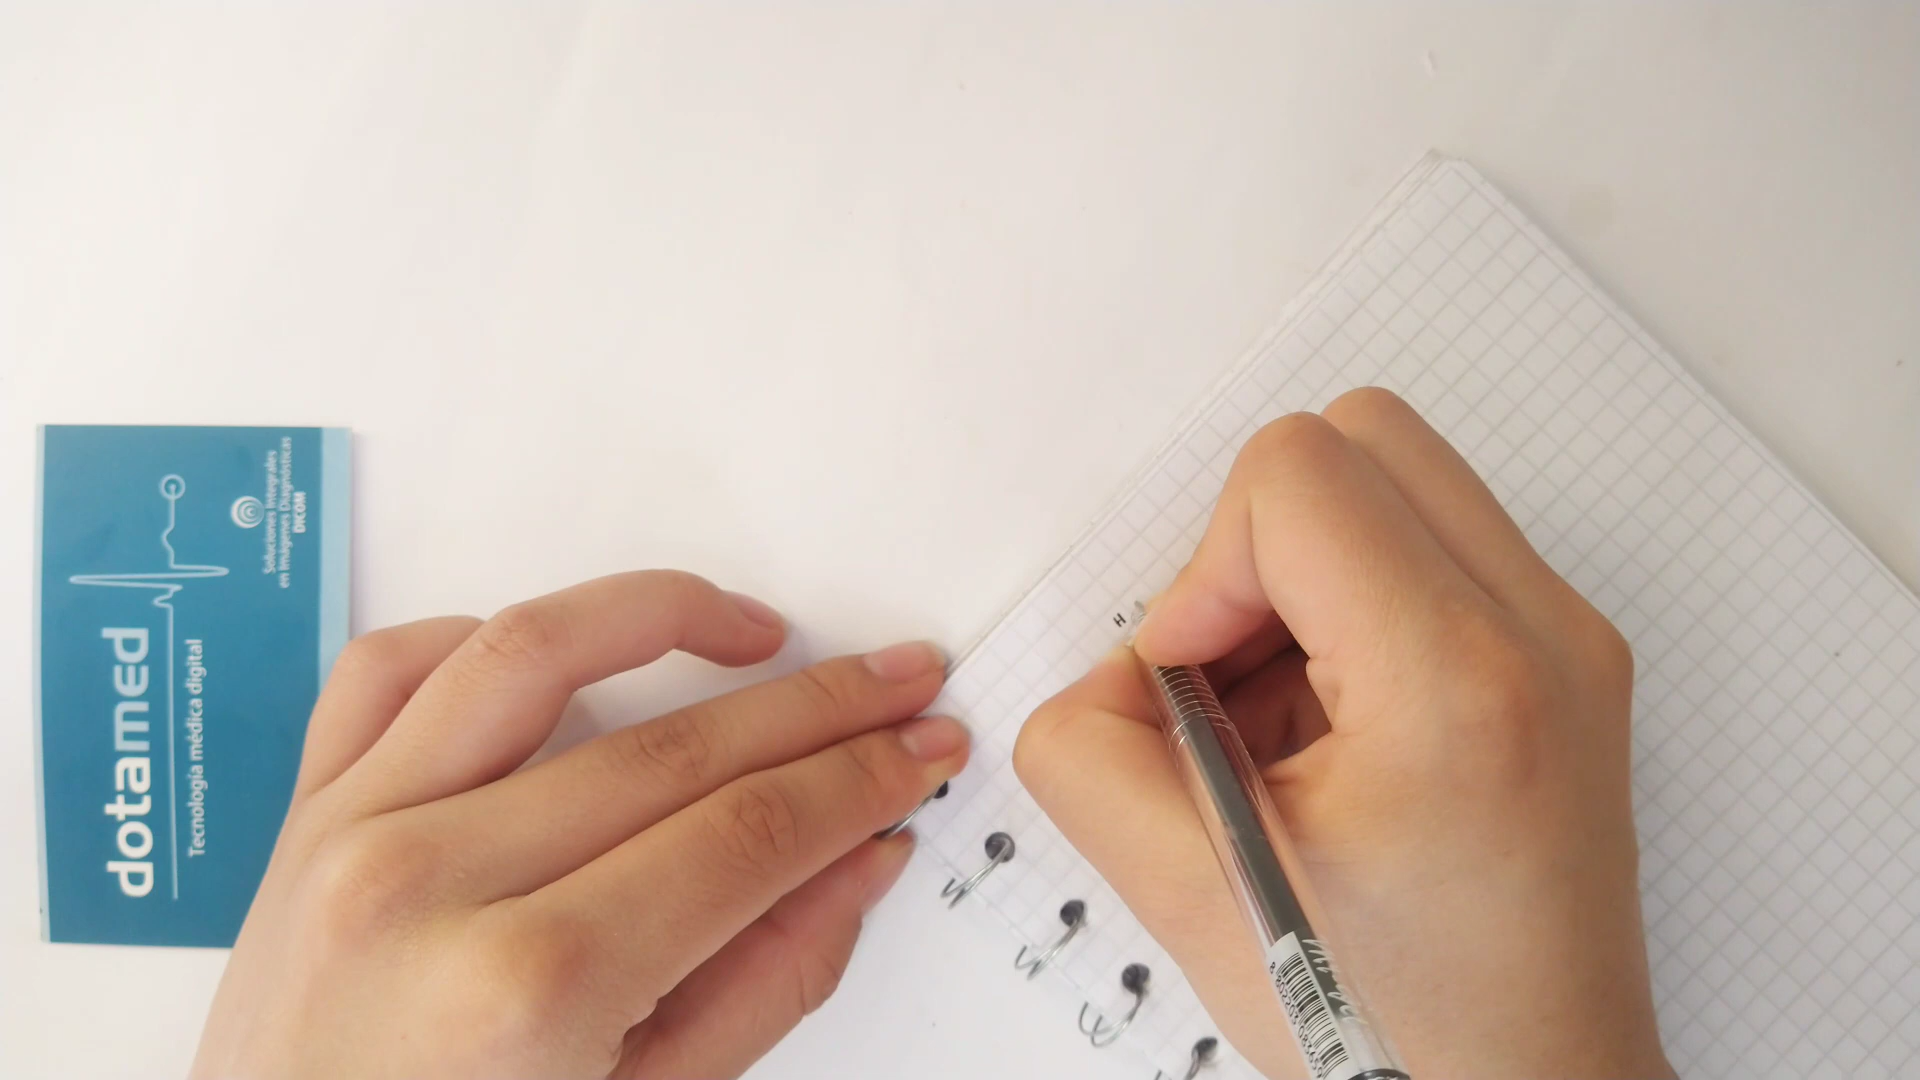 dotamed
Tecnología médica digital
Soluciones Integrales
en Imágenes Diagnósticas
DICOM
H